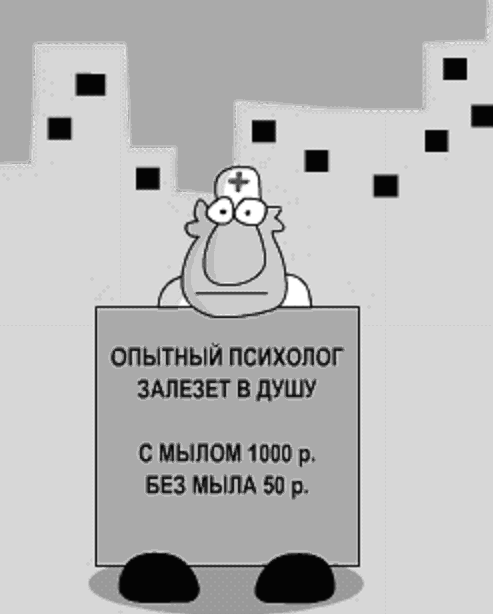 ОПЫТНЫЙ ПСИХОЛОГ
ЗАЛЕЗЕТ В ДУШУ
С МЫЛОМ 1000 р.
БЕЗ МЫЛА 50 р.